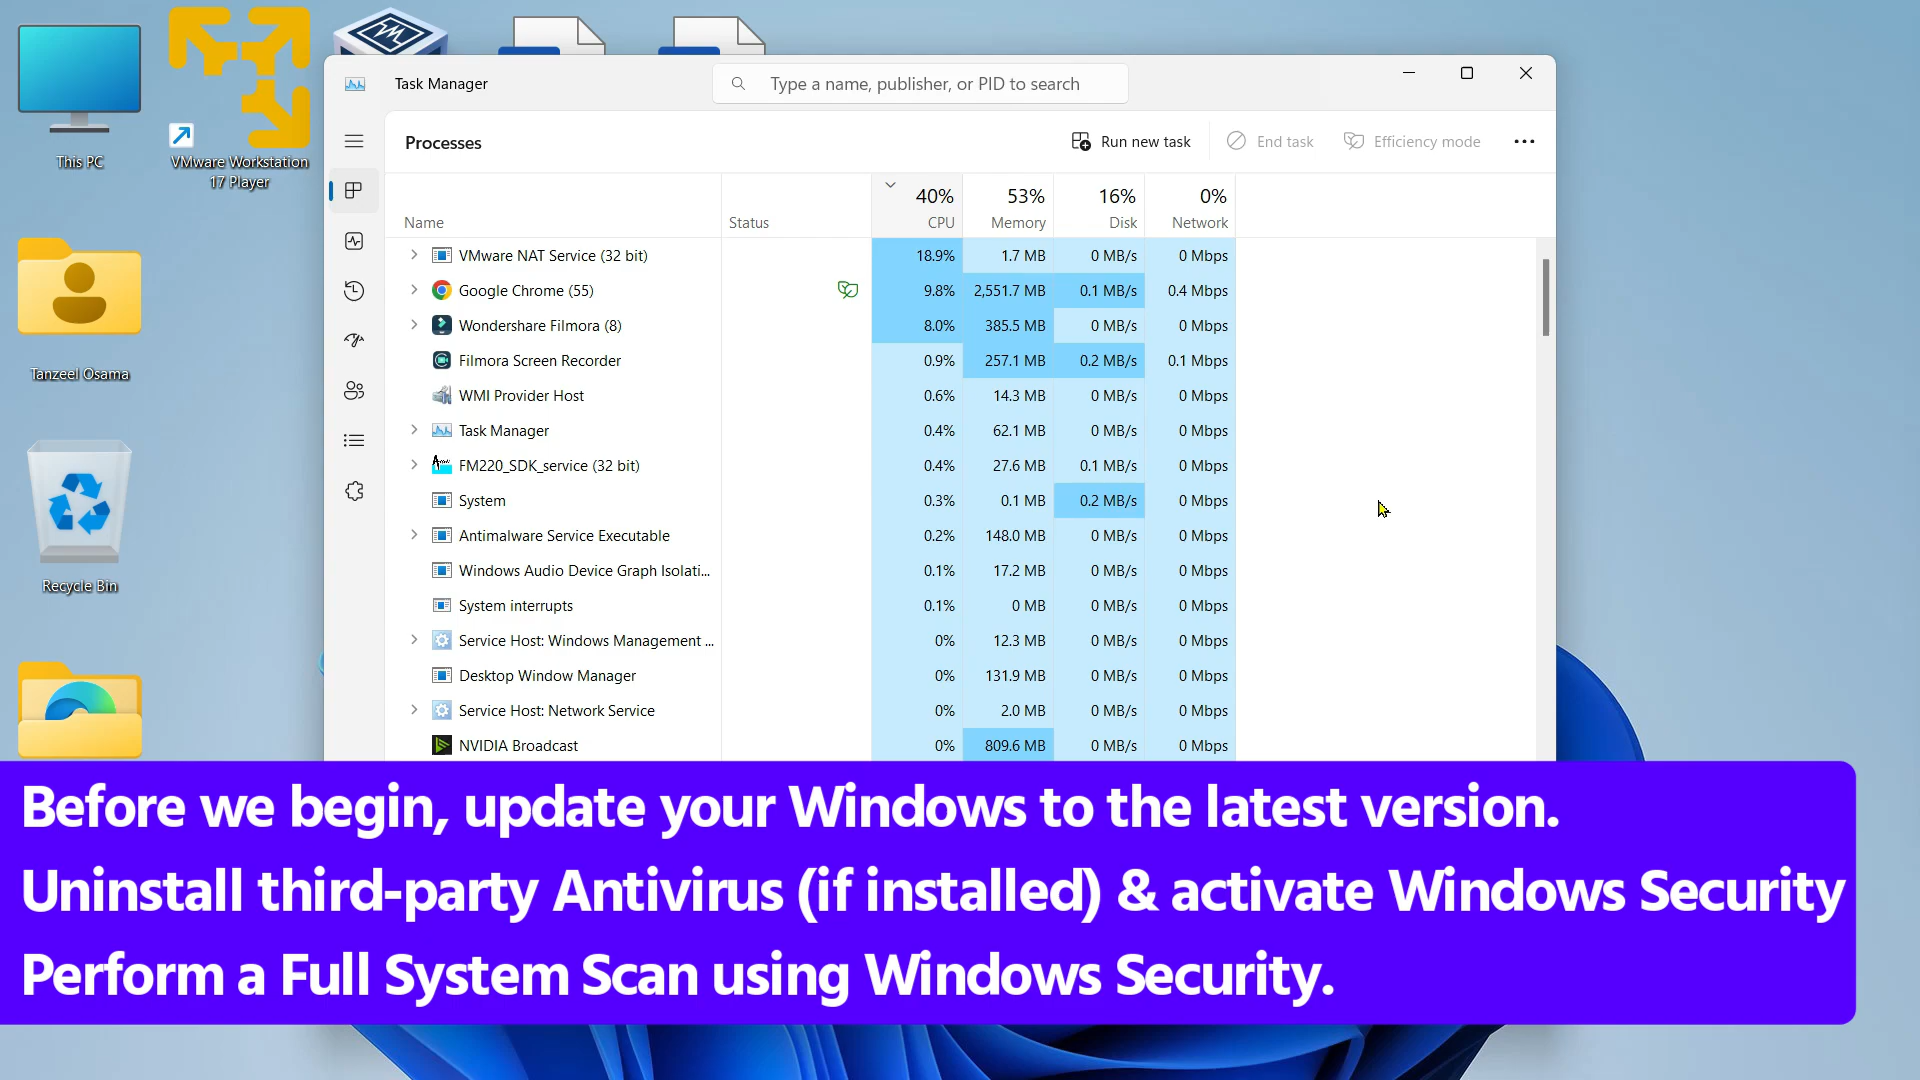 This PC
VMware Workstation
17 Player
Tanzeel Osama
Recycle Bin
Task Manager
Type a name, publisher, or PID to search
Processes
Run new task
End task
Efficiency mode
40% 53% 16% 0%
Name Status CPU Memory Disk Network
VMware NAT Service (32 bit) 18.9% 1.7 MB 0 MB/s 0 Mbps
Google Chrome (55) 9.8% 2,551.7 MB 0.1 MB/s 0.4 Mbps
Wondershare Filmora (8) 8.0% 385.5 MB 0 MB/s 0 Mbps
Filmora Screen Recorder 0.9% 257.1 MB 0.2 MB/s 0.1 Mbps
WMI Provider Host 0.6% 14.3 MB 0 MB/s 0 Mbps
Task Manager 0.4% 62.1 MB 0 MB/s 0 Mbps
FM220_SDK_service (32 bit) 0.4% 27.6 MB 0.1 MB/s 0 Mbps
System 0.3% 0.1 MB 0.2 MB/s 0 Mbps
Antimalware Service Executable 0.2% 148.0 MB 0 MB/s 0 Mbps
Windows Audio Device Graph Isolati... 0.1% 17.2 MB 0 MB/s 0 Mbps
System interrupts 0.1% 0 MB 0 MB/s 0 Mbps
Service Host: Windows Management ... 0% 12.3 MB 0 MB/s 0 Mbps
Desktop Window Manager 0% 131.9 MB 0 MB/s 0 Mbps
Service Host: Network Service 0% 2.0 MB 0 MB/s 0 Mbps
NVIDIA Broadcast 0% 809.6 MB 0 MB/s 0 Mbps
Before we begin, update your Windows to the latest version.
Uninstall third-party Antivirus (if installed) & activate Windows Security
Perform a Full System Scan using Windows Security.